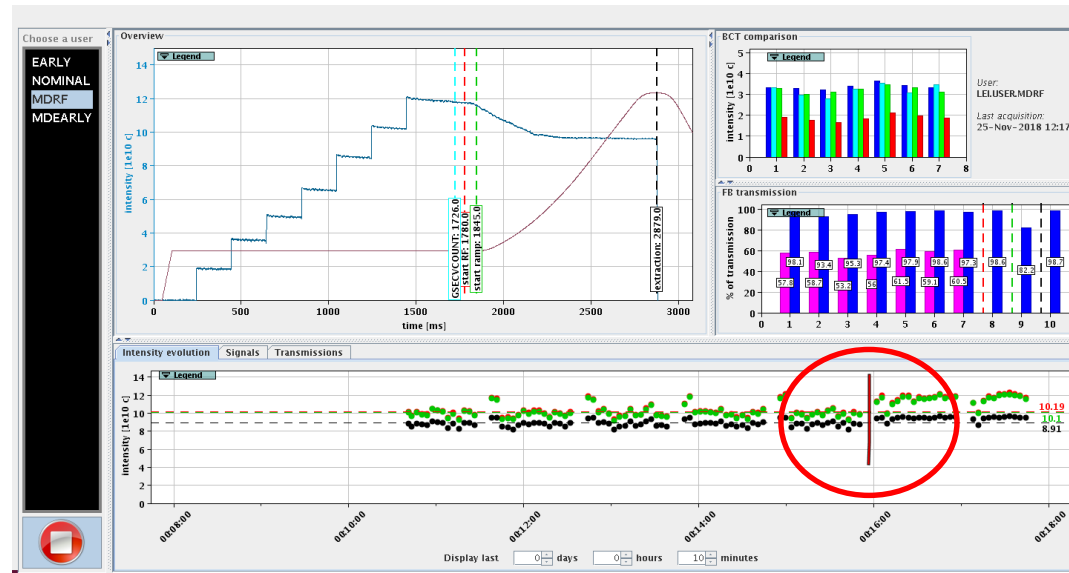 Choose a user
EARLY
NOMINAL
MDRF
MDEARLY
Overview
Legend
intensity [1e10 c]
14
12
10
8
6
4
2
0
0 500 1000 1500 2000 2500 3000
time [ms]
GSECVCOUNT: 1726.0
start RF: 1780.0
start ramp: 1845.0
extraction: 2879.0
BCT comparison
Legend
intensity [1e10 c]
5
4
3
2
1
0
0 1 2 3 4 5 6 7 8
User:
LEI.USER.MDRF
Last acquisition:
25-Nov-2018 12:17
FB transmission
Legend
% of transmission
100
80
60
40
20
0
57.8 98.1 58.7 93.4 53.2 95.3 56 97.4 61.5 97.9 59.1 98.6 60.5 97.3 98.6 82.2 98.7
0 1 2 3 4 5 6 7 8 9 10
Intensity evolution Signals Transmissions
Legend
intensity [1e10 c]
14
12
10
8
6
4
2
0
10.19
10.1
8.91
00:08:00 00:10:00 00:12:00 00:14:00 00:16:00 00:18:00
Display last 0 days 0 hours 10 minutes